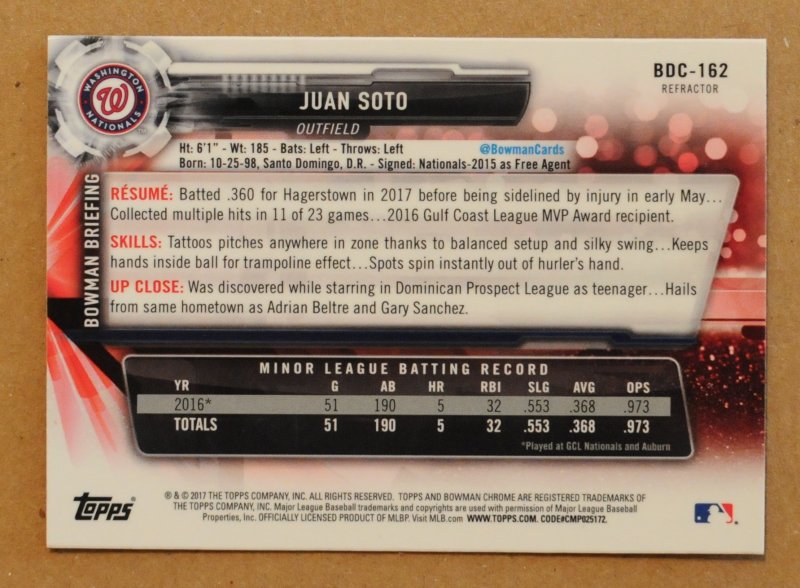 WASHINGTON
W
NATIONALS
BDC-162
REFRACTOR
JUAN SOTO
OUTFIELD
Ht: 6'1" - Wt: 185 - Bats: Left - Throws: Left @BowmanCards
Born: 10-25-98, Santo Domingo, D.R. - Signed: Nationals-2015 as Free Agent
BOWMAN BRIEFING
RÉSUMÉ: Batted .360 for Hagerstown in 2017 before being sidelined by injury in early May...
Collected multiple hits in 11 of 23 games...2016 Gulf Coast League MVP Award recipient.
SKILLS: Tattoos pitches anywhere in zone thanks to balanced setup and silky swing...Keeps
hands inside ball for trampoline effect...Spots spin instantly out of hurler's hand.
UP CLOSE: Was discovered while starring in Dominican Prospect League as teenager...Hails
from same hometown as Adrian Beltre and Gary Sanchez.
MINOR LEAGUE BATTING RECORD
YR G AB HR RBI SLG AVG OPS
2016* 51 190 5 32 .553 .368 .973
TOTALS 51 190 5 32 .553 .368 .973
*Played at GCL Nationals and Auburn
TOPPS
® & © 2017 THE TOPPS COMPANY, INC. ALL RIGHTS RESERVED. TOPPS AND BOWMAN CHROME ARE REGISTERED TRADEMARKS OF
THE TOPPS COMPANY, INC. Major League Baseball trademarks and copyrights are used with permission of Major League Baseball
Properties, Inc. OFFICIALLY LICENSED PRODUCT OF MLBP. Visit MLB.com WWW.TOPPS.COM. CODE#CMP025172.